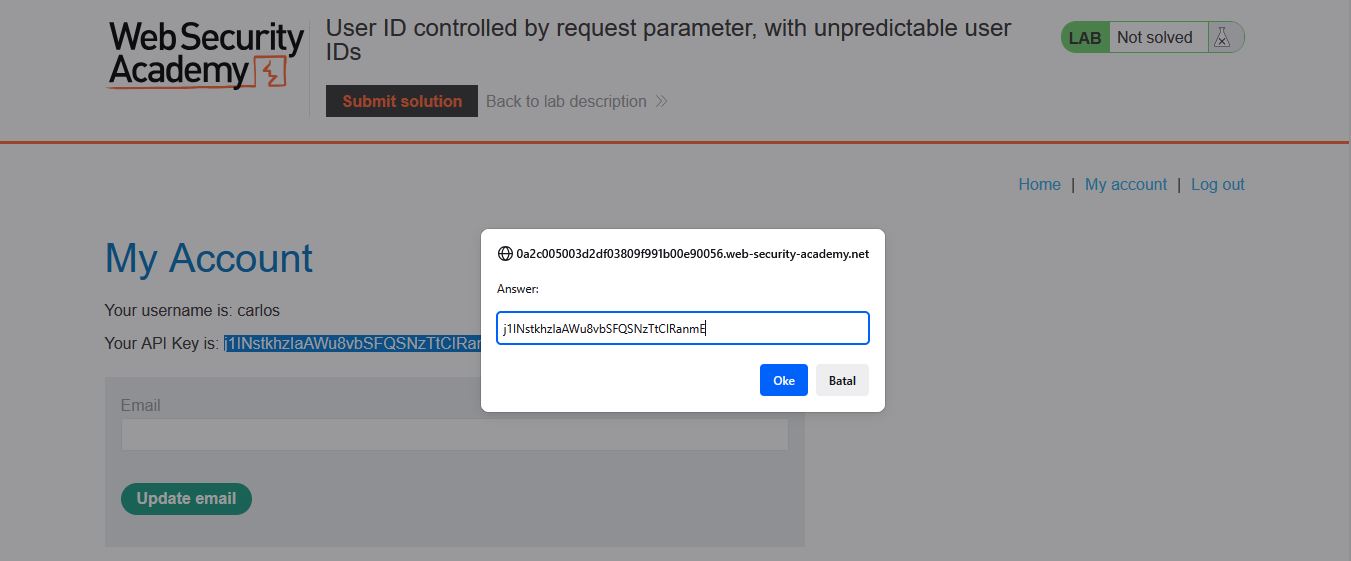 Web Security
Academy
User ID controlled by request parameter, with unpredictable user
IDs
LAB Not solved
Submit solution Back to lab description
Home | My account | Log out
My Account
0a2c005003d2df03809f991b00e90056.web-security-academy.net
Answer:
Your username is: carlos
Your API Key is:
Oke Batal
Email
Update email